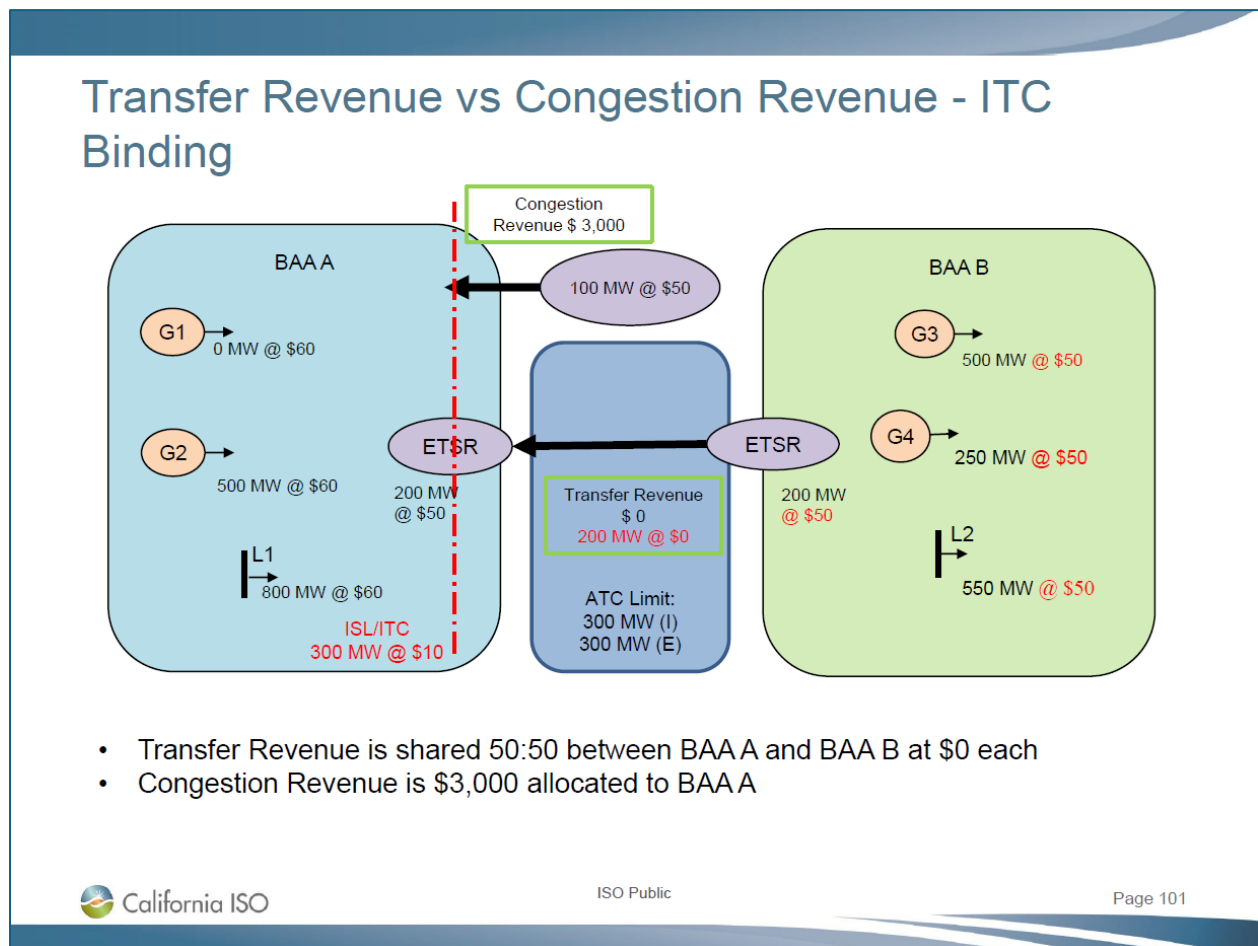 Transfer Revenue vs Congestion Revenue - ITC
Binding
Congestion
Revenue $ 3,000
BAA A
100 MW @ $50
BAA B
G1
0 MW @ $60
G3
500 MW @ $50
G2
500 MW @ $60
ETSR
200 MW
@ $50
ETSR
200 MW
@ $50
G4
250 MW @ $50
Transfer Revenue
$ 0
200 MW @ $0
L1
800 MW @ $60
L2
550 MW @ $50
ATC Limit:
300 MW (I)
300 MW (E)
ISL/ITC
300 MW @ $10
• Transfer Revenue is shared 50:50 between BAA A and BAA B at $0 each
• Congestion Revenue is $3,000 allocated to BAA A
California ISO
ISO Public
Page 101